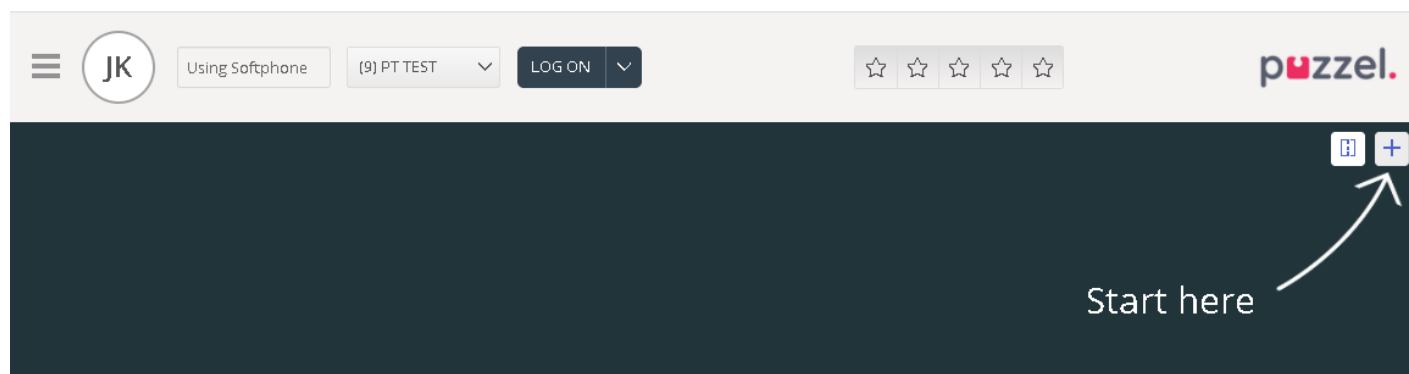 JK
Using Softphone
(9) PT TEST
LOG ON
puzzel.
Start here